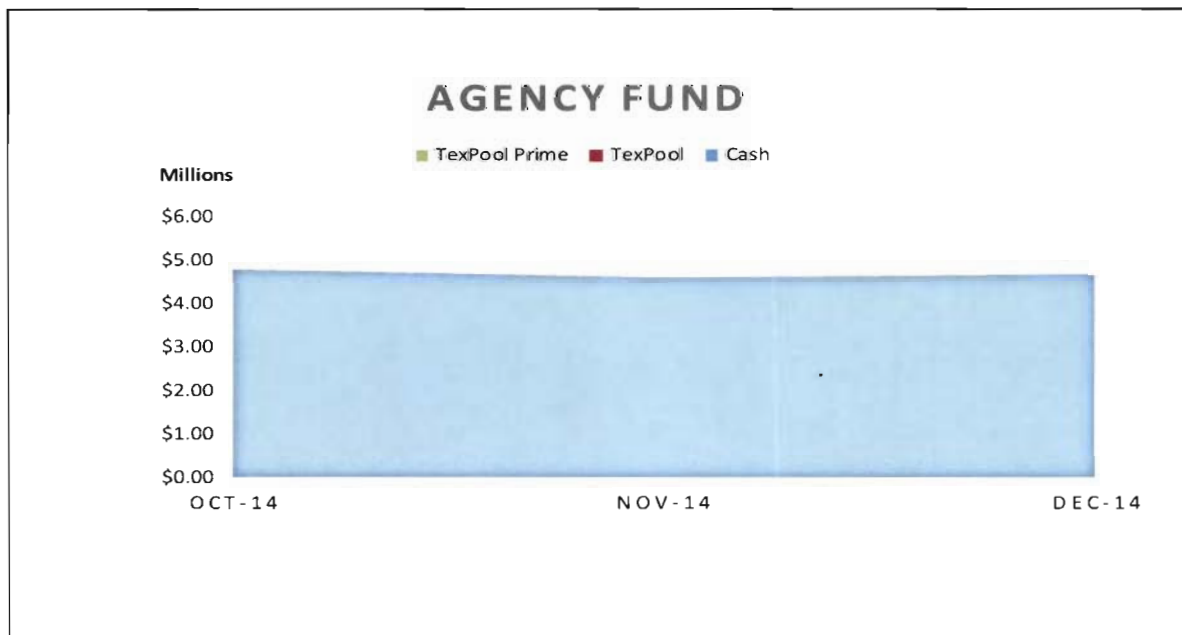 AGENCY FUND
TexPool Prime TexPool Cash
Millions
$6.00
$5.00
$4.00
$3.00
$2.00
$1.00
$0.00
OCT-14 NOV-14 DEC-14